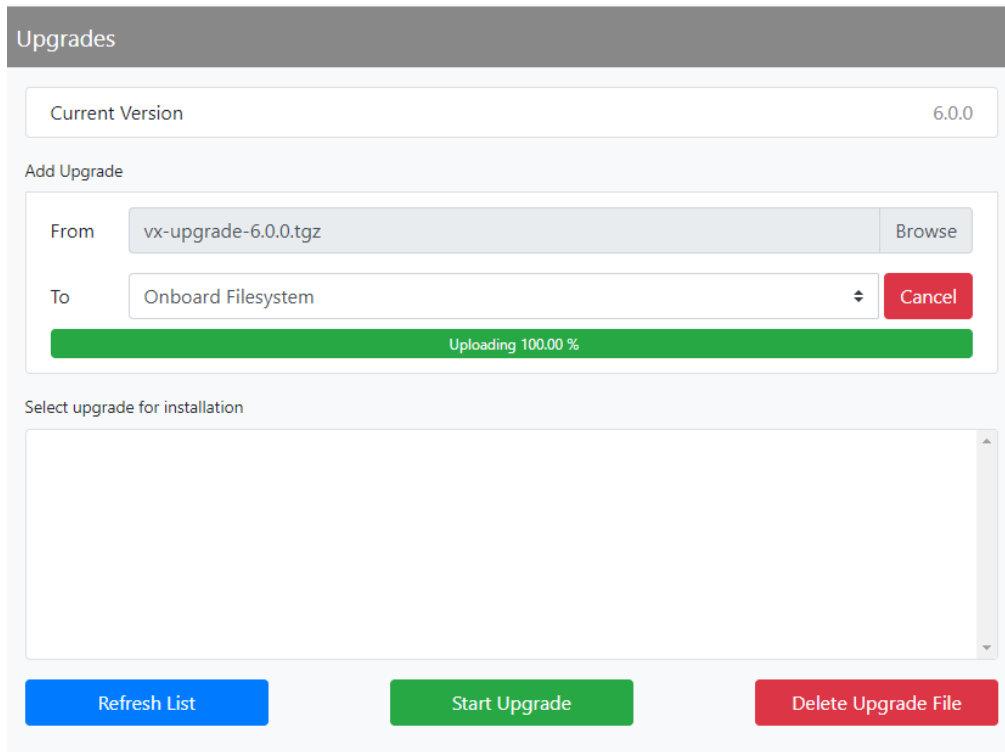 Upgrades
Current Version 6.0.0
Add Upgrade
From vx-upgrade-6.0.0.tgz Browse
To Onboard Filesystem Cancel
Uploading 100.00 %
Select upgrade for installation
Refresh List Start Upgrade Delete Upgrade File